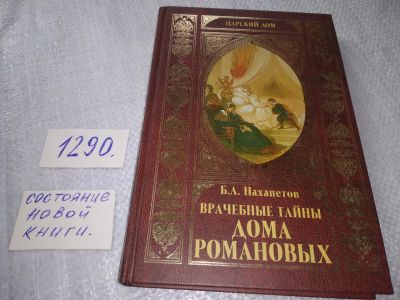 ЦАРСКИЙ ДОМ
Б.А. Нахапетов
ВРАЧЕБНЫЕ ТАЙНЫ
ДОМА
РОМАНОВЫХ
1290.
состояние
новой
книги.